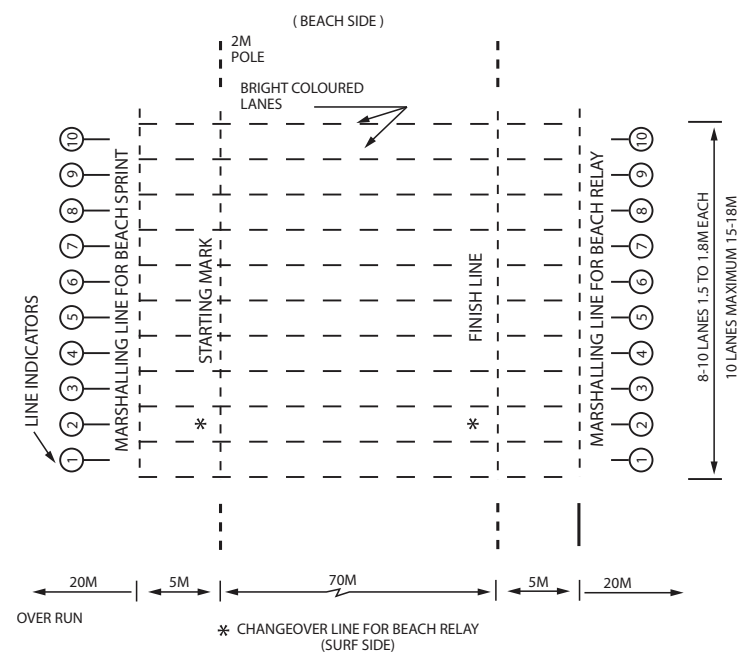 ( BEACH SIDE )
2M
POLE
BRIGHT COLOURED
LANES
LINE INDICATORS
10
9
8
7
6
5
4
3
2
1
MARSHALLING LINE FOR BEACH SPRINT
STARTING MARK
*
FINISH LINE
*
MARSHALLING LINE FOR BEACH RELAY
10
9
8
7
6
5
4
3
2
1
8-10 LANES 1.5 TO 1.8M EACH
10 LANES MAXIMUM 15-18M
20M 5M 70M 5M 20M
OVER RUN
* CHANGEOVER LINE FOR BEACH RELAY
(SURF SIDE)